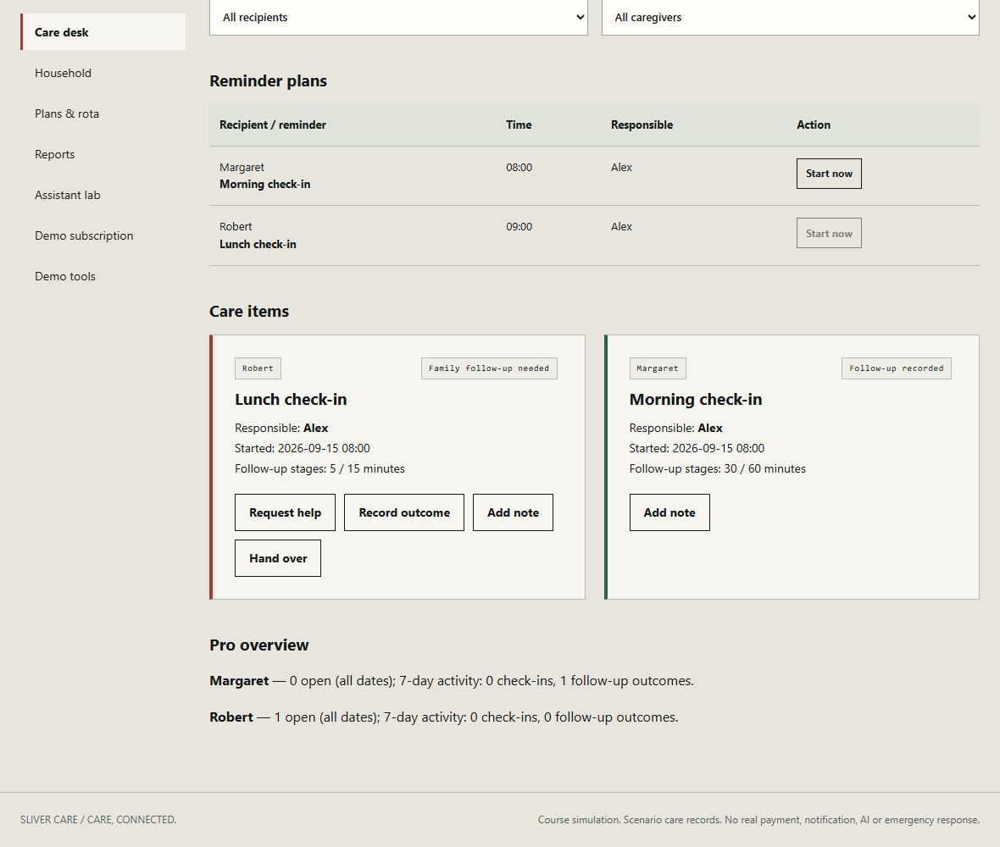 All recipients
All caregivers
Care desk
Household
Plans & rota
Reports
Assistant lab
Demo subscription
Demo tools
Reminder plans
Recipient / reminder Time Responsible Action
Margaret 08:00 Alex Start now
Morning check-in
Robert 09:00 Alex Start now
Lunch check-in
Care items
Robert Family follow-up needed
Lunch check-in
Responsible: Alex
Started: 2026-09-15 08:00
Follow-up stages: 5 / 15 minutes
Request help Record outcome Add note
Hand over
Margaret Follow-up recorded
Morning check-in
Responsible: Alex
Started: 2026-09-15 08:00
Follow-up stages: 30 / 60 minutes
Add note
Pro overview
Margaret — 0 open (all dates); 7-day activity: 0 check-ins, 1 follow-up outcomes.
Robert — 1 open (all dates); 7-day activity: 0 check-ins, 0 follow-up outcomes.
SLIVER CARE / CARE, CONNECTED.
Course simulation. Scenario care records. No real payment, notification, AI or emergency response.